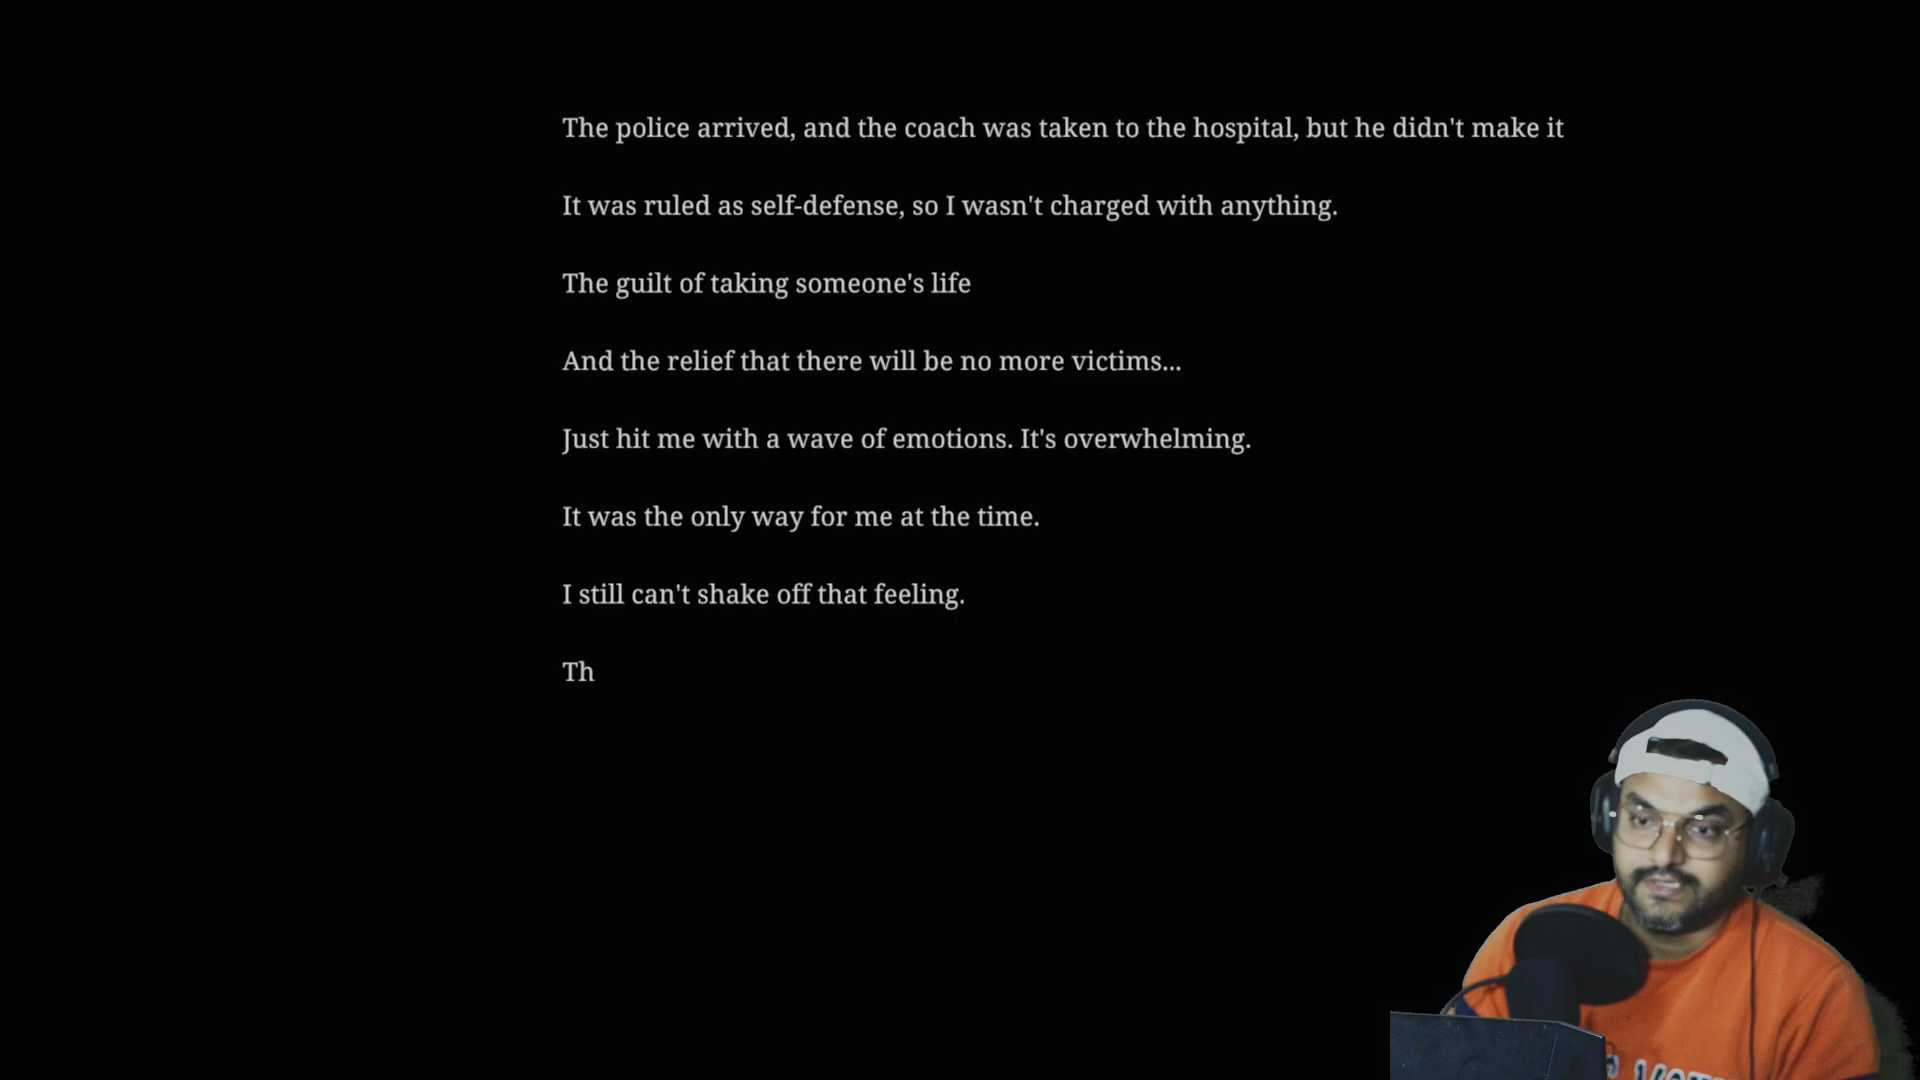 The police arrived, and the coach was taken to the hospital, but he didn't make it
It was ruled as self-defense, so I wasn't charged with anything.
The guilt of taking someone's life
And the relief that there will be no more victims...
Just hit me with a wave of emotions. It's overwhelming.
It was the only way for me at the time.
I still can't shake off that feeling.
Th